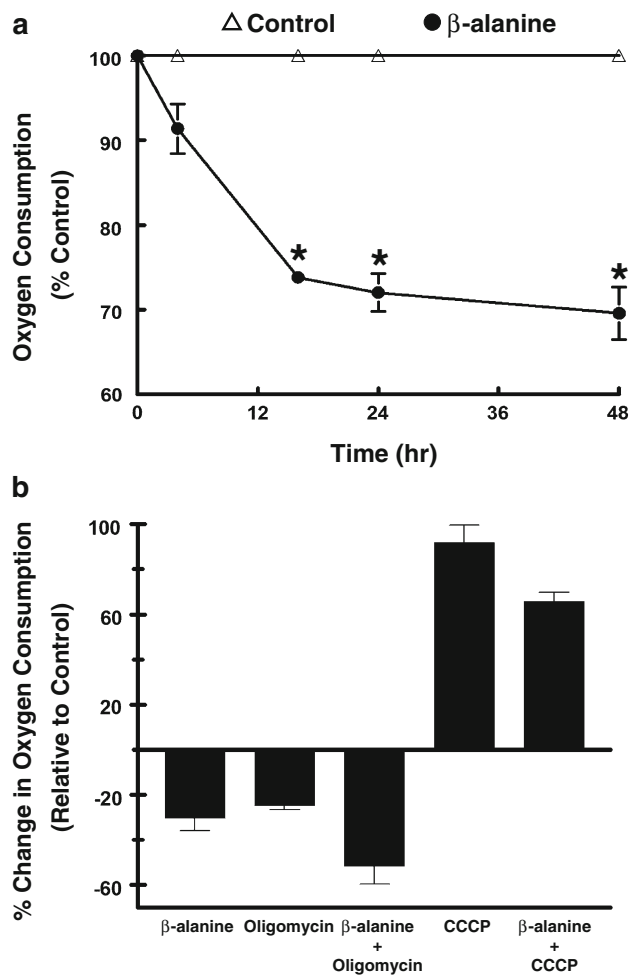 a
△ Control ● β-alanine
Oxygen Consumption
(% Control)
100
90
80
70
60
* * *
0 12 24 36 48
Time (hr)
b
% Change in Oxygen Consumption
(Relative to Control)
100
60
20
-20
-60
β-alanine Oligomycin β-alanine + Oligomycin CCCP β-alanine + CCCP